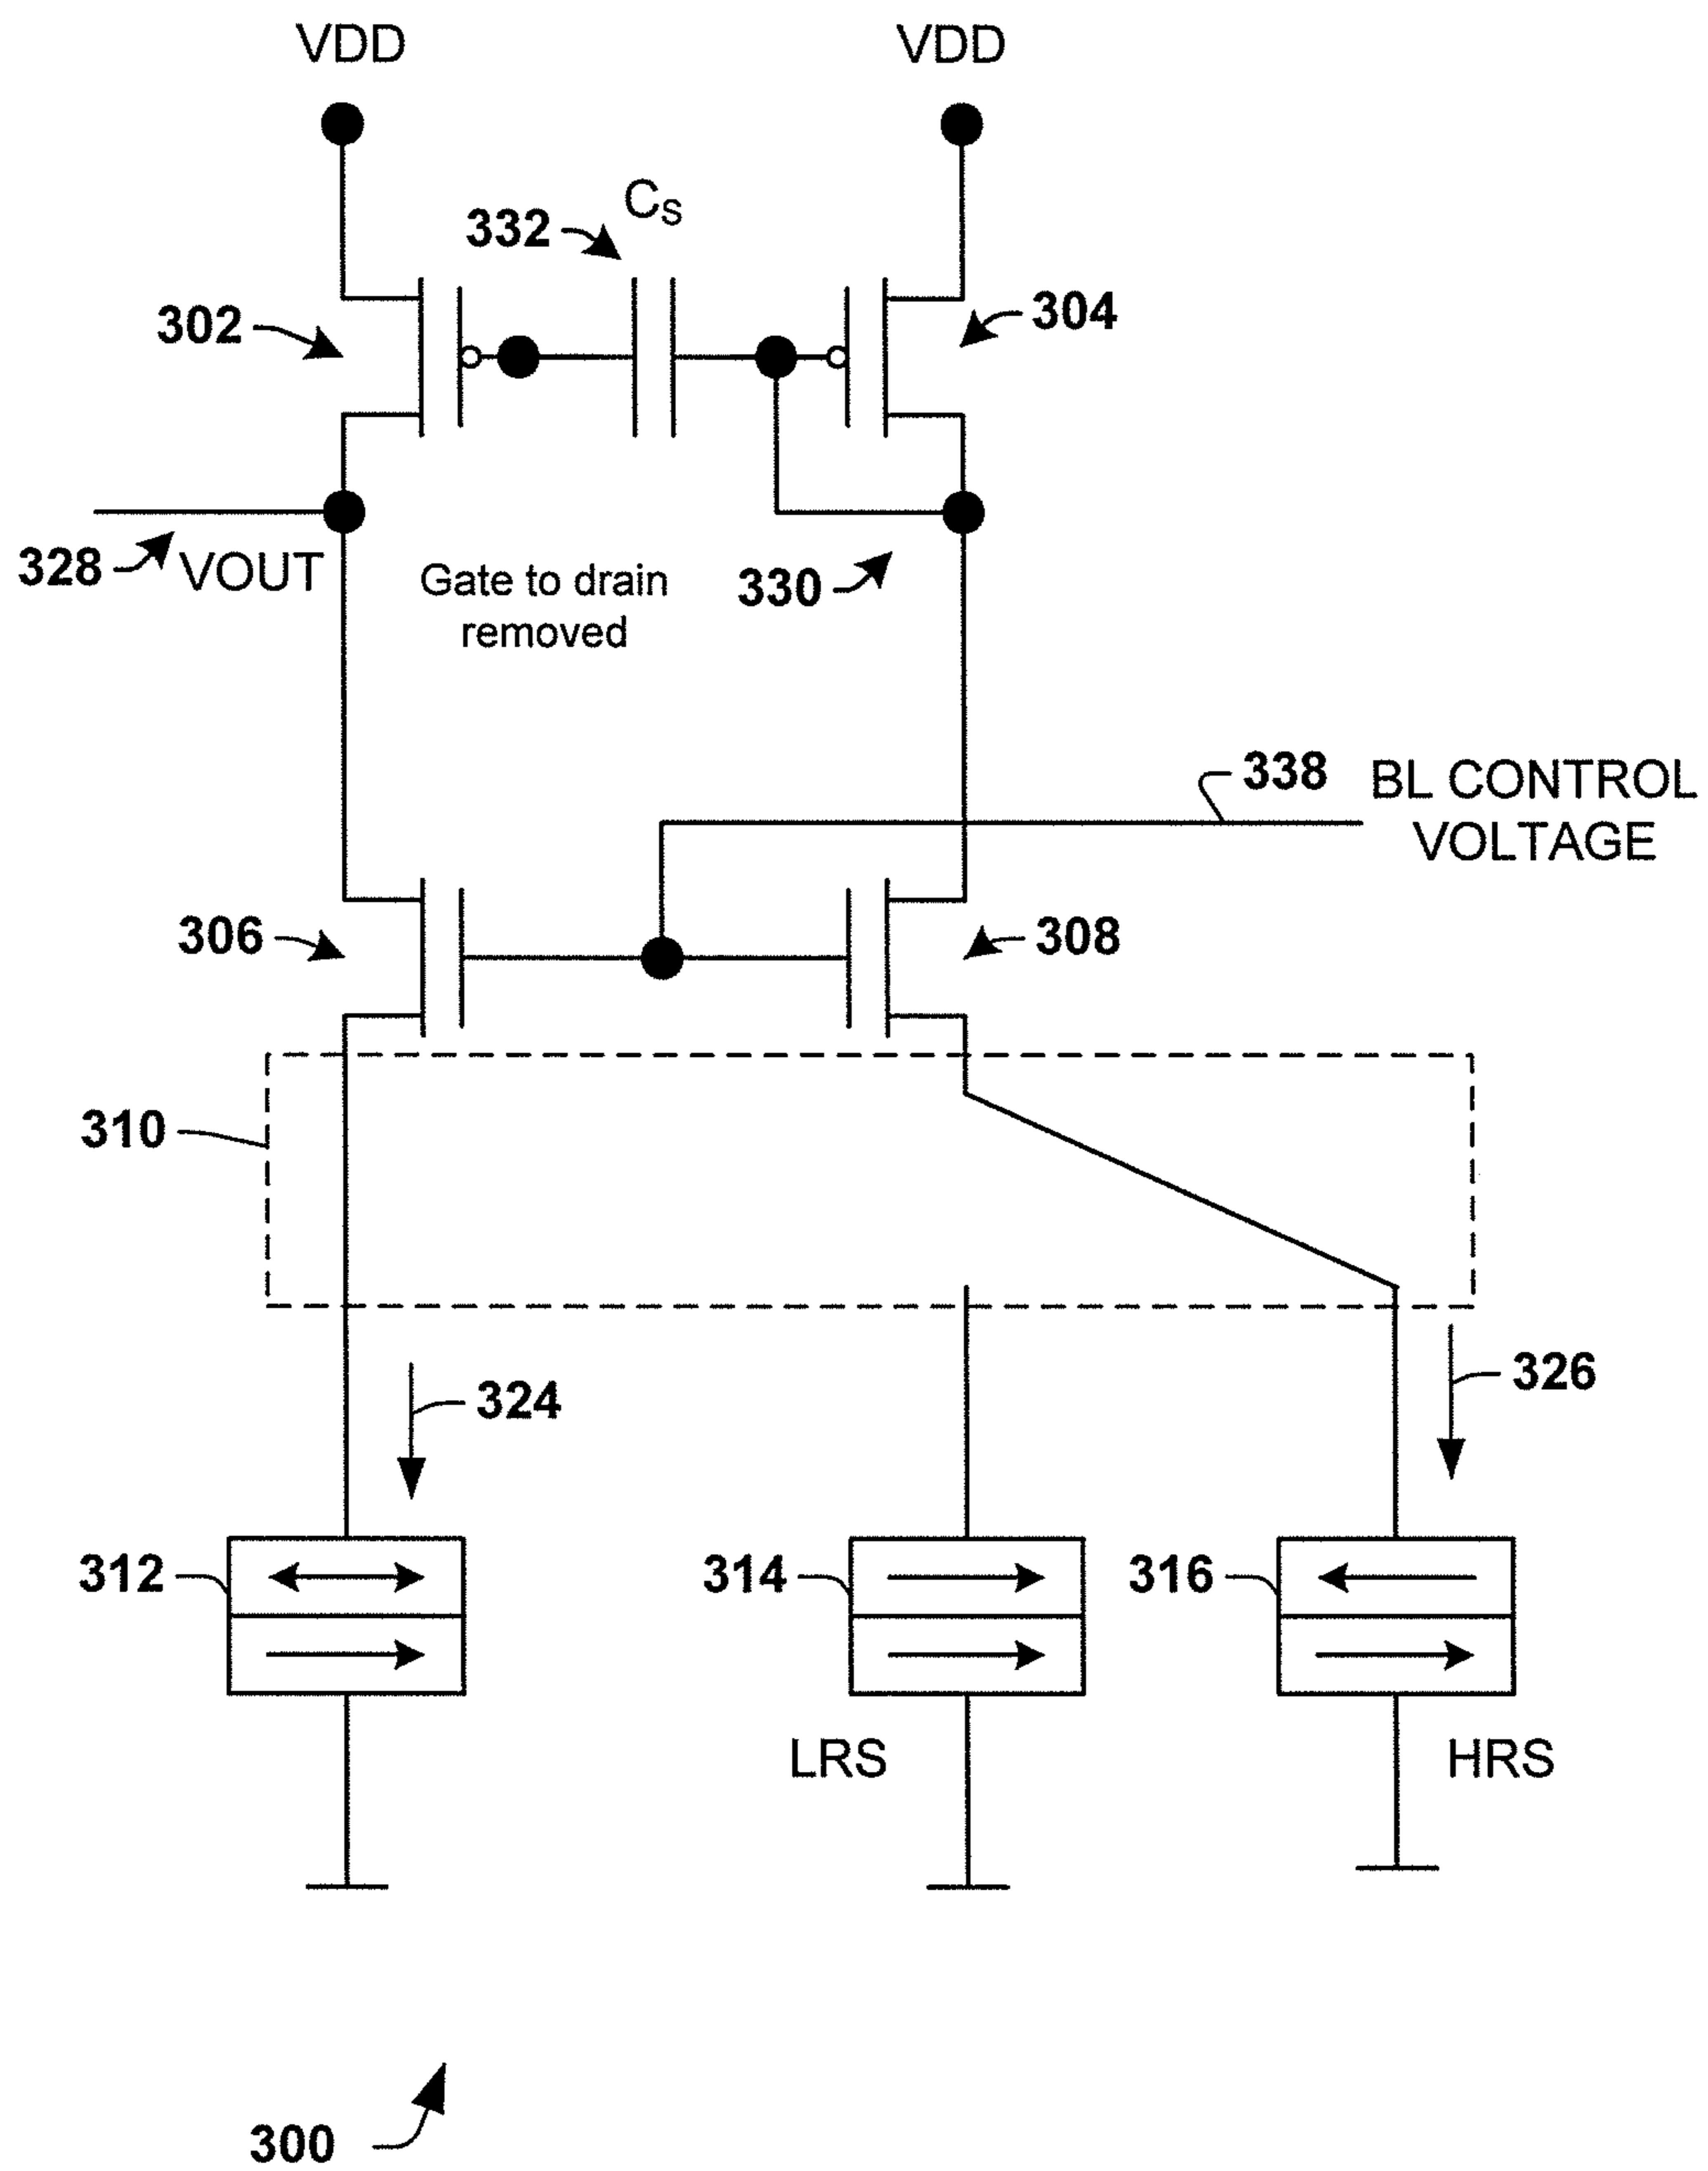 VDD
VDD
332
CS
302
304
328
VOUT
Gate to drain
removed
330
338
BL CONTROL
VOLTAGE
306
308
310
324
326
312
314
316
LRS
HRS
300